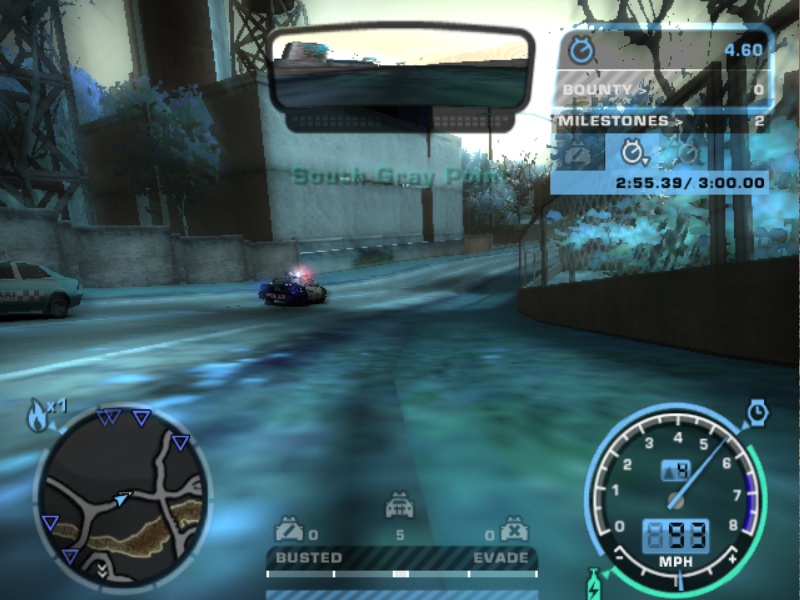 4.60
BOUNTY > 0
MILESTONES > 2
2:55.39/ 3:00.00
South Gray Point
x1
0 1 2 3 4 5 6 7 8
4
93
MPH
0 5 0
BUSTED EVADE